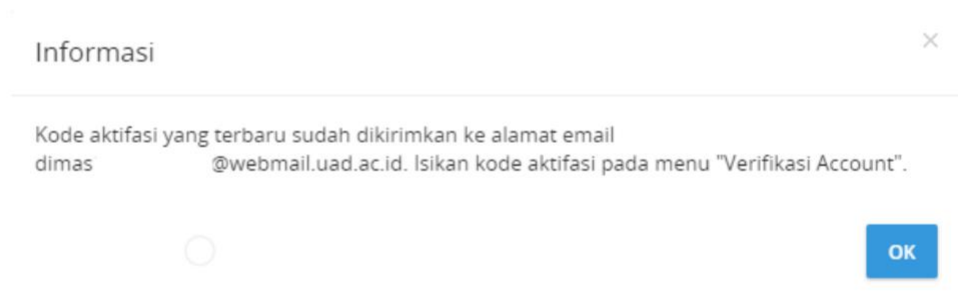 Informasi
Kode aktifasi yang terbaru sudah dikirimkan ke alamat email
dimas @webmail.uad.ac.id. Isikan kode aktifasi pada menu "Verifikasi Account".
OK